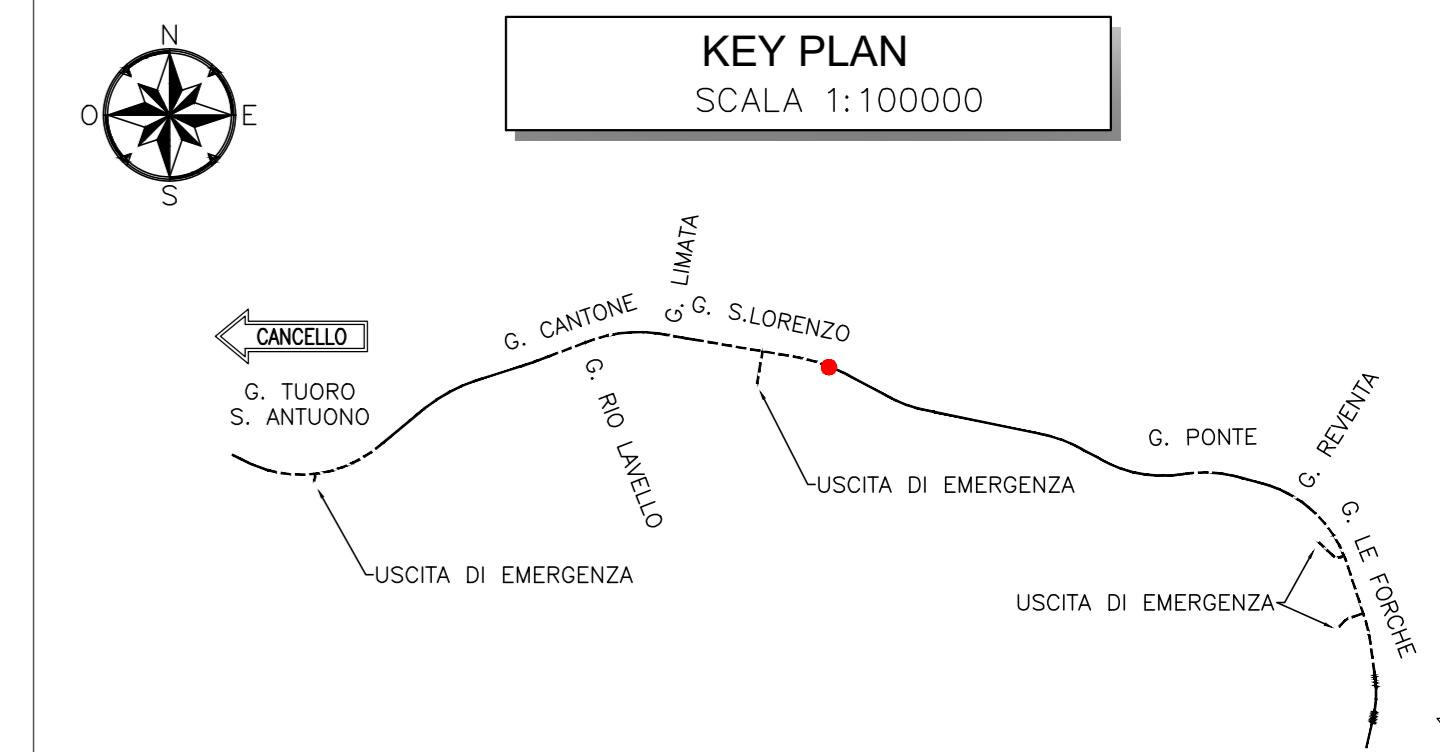 N
O
E
S
KEY PLAN
SCALA 1:100000
CANCELLO
G. TUORO
S. ANTUONO
G. CANTONE
G. RIO LAVELLO
G. LIMATA
G. S.LORENZO
USCITA DI EMERGENZA
USCITA DI EMERGENZA
G. PONTE
G. REVENTA
G. LE FORCHE
USCITA DI EMERGENZA